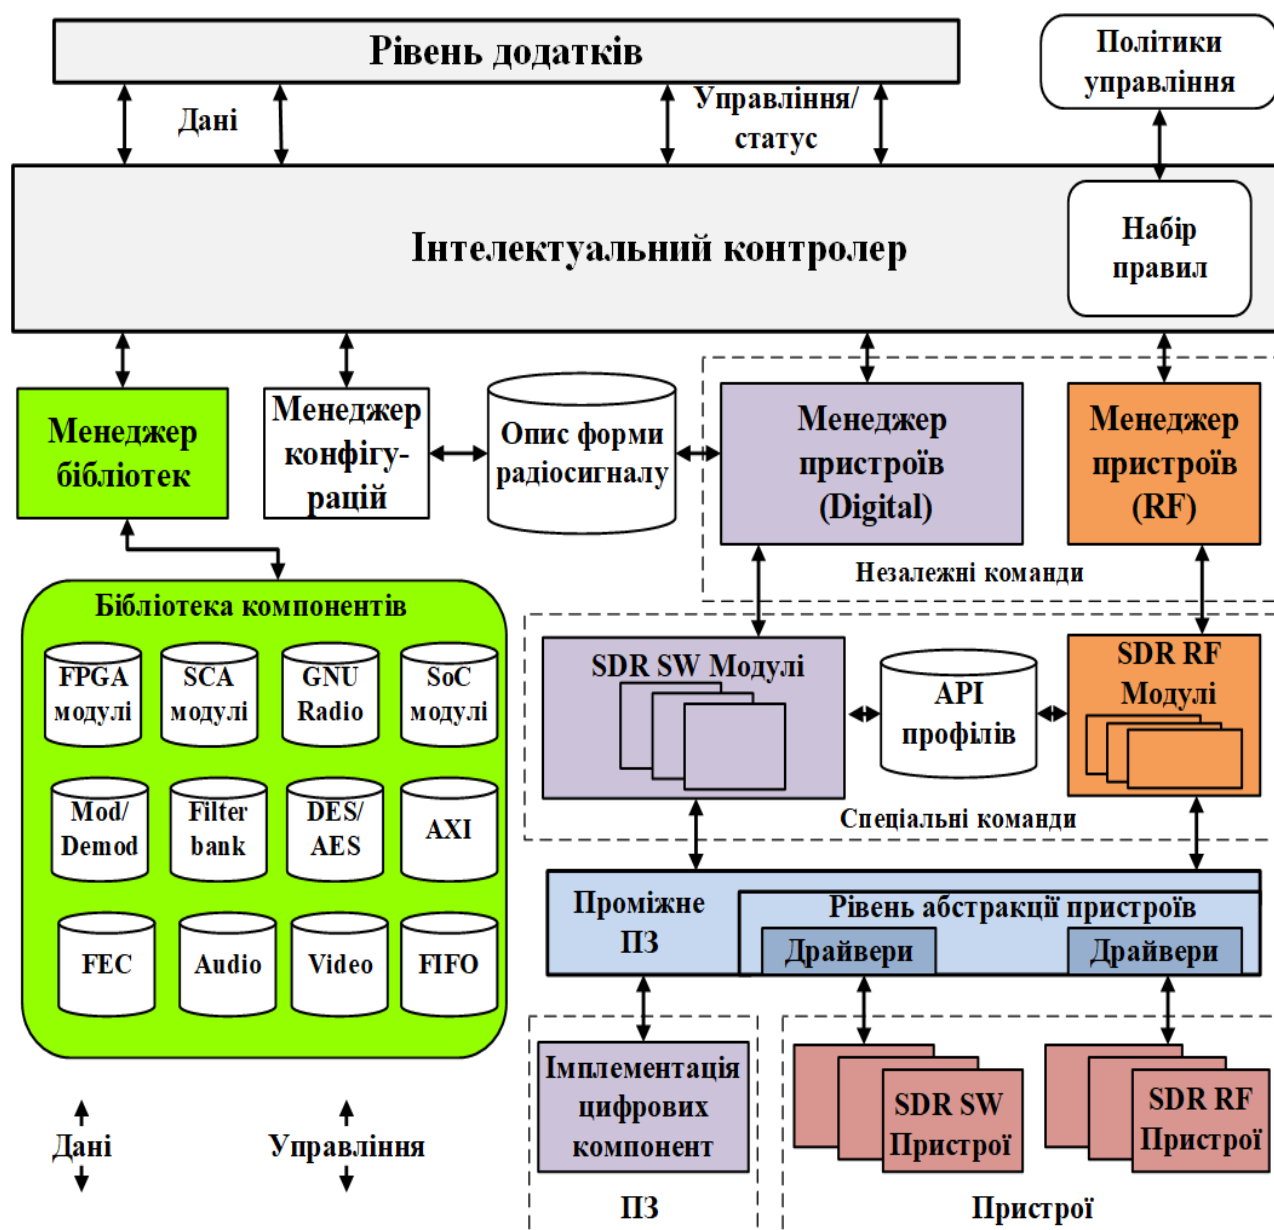 Рівень додатків
Політики
управління
Дані
Управління/
статус
Інтелектуальний контролер
Набір
правил
Менеджер
бібліотек
Менеджер
конфігу-
рацій
Опис форми
радіосигналу
Менеджер
пристроїв
(Digital)
Менеджер
пристроїв
(RF)
Незалежні команди
Бібліотека компонентів
FPGA
модулі
SCA
модулі
GNU
Radio
SoC
модулі
Mod/
Demod
Filter
bank
DES/
AES
AXI
FEC
Audio
Video
FIFO
SDR SW Модулі
API
профілів
SDR RF
Модулі
Спеціальні команди
Проміжне
ПЗ
Рівень абстракції пристроїв
Драйвери
Драйвери
Імплементація
цифрових
компонент
ПЗ
SDR SW
Пристрої
SDR RF
Пристрої
Пристрої
Дані
Управління